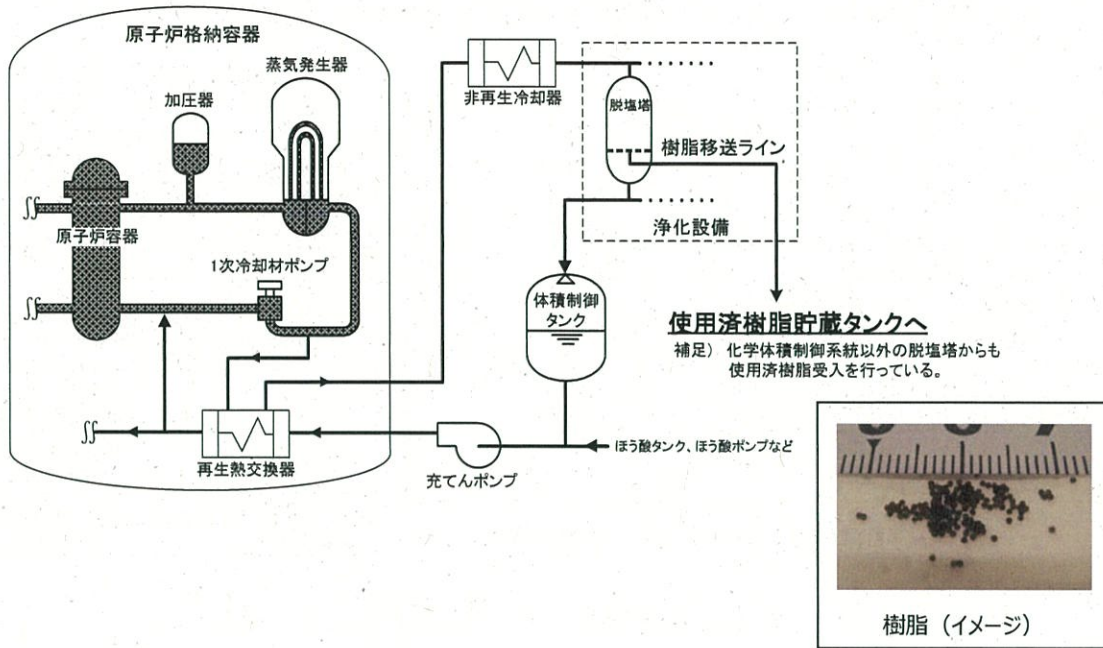 原子炉格納容器
蒸気発生器
加圧器
原子炉容器
1次冷却材ポンプ
再生熱交換器
非再生冷却器
脱塩塔
樹脂移送ライン
浄化設備
体積制御
タンク
使用済樹脂貯蔵タンクへ
補足) 化学体積制御系統以外の脱塩塔からも
使用済樹脂受入を行っている。
ほう酸タンク、ほう酸ポンプなど
充てんポンプ
樹脂 (イメージ)